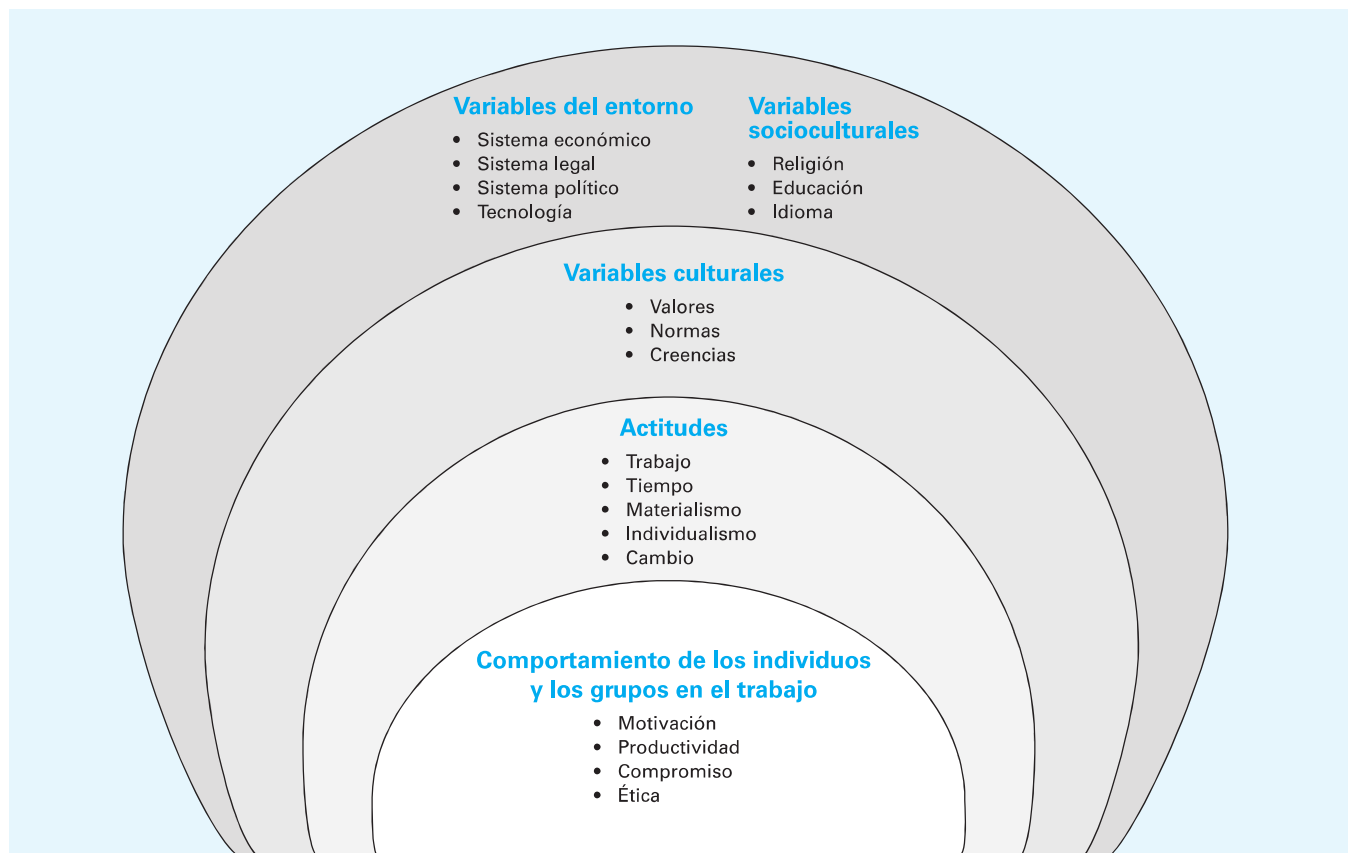 Variables del entorno
• Sistema económico
• Sistema legal
• Sistema político
• Tecnología
Variables
socioculturales
• Religión
• Educación
• Idioma
Variables culturales
• Valores
• Normas
• Creencias
Actitudes
• Trabajo
• Tiempo
• Materialismo
• Individualismo
• Cambio
Comportamiento de los individuos
y los grupos en el trabajo
• Motivación
• Productividad
• Compromiso
• Ética